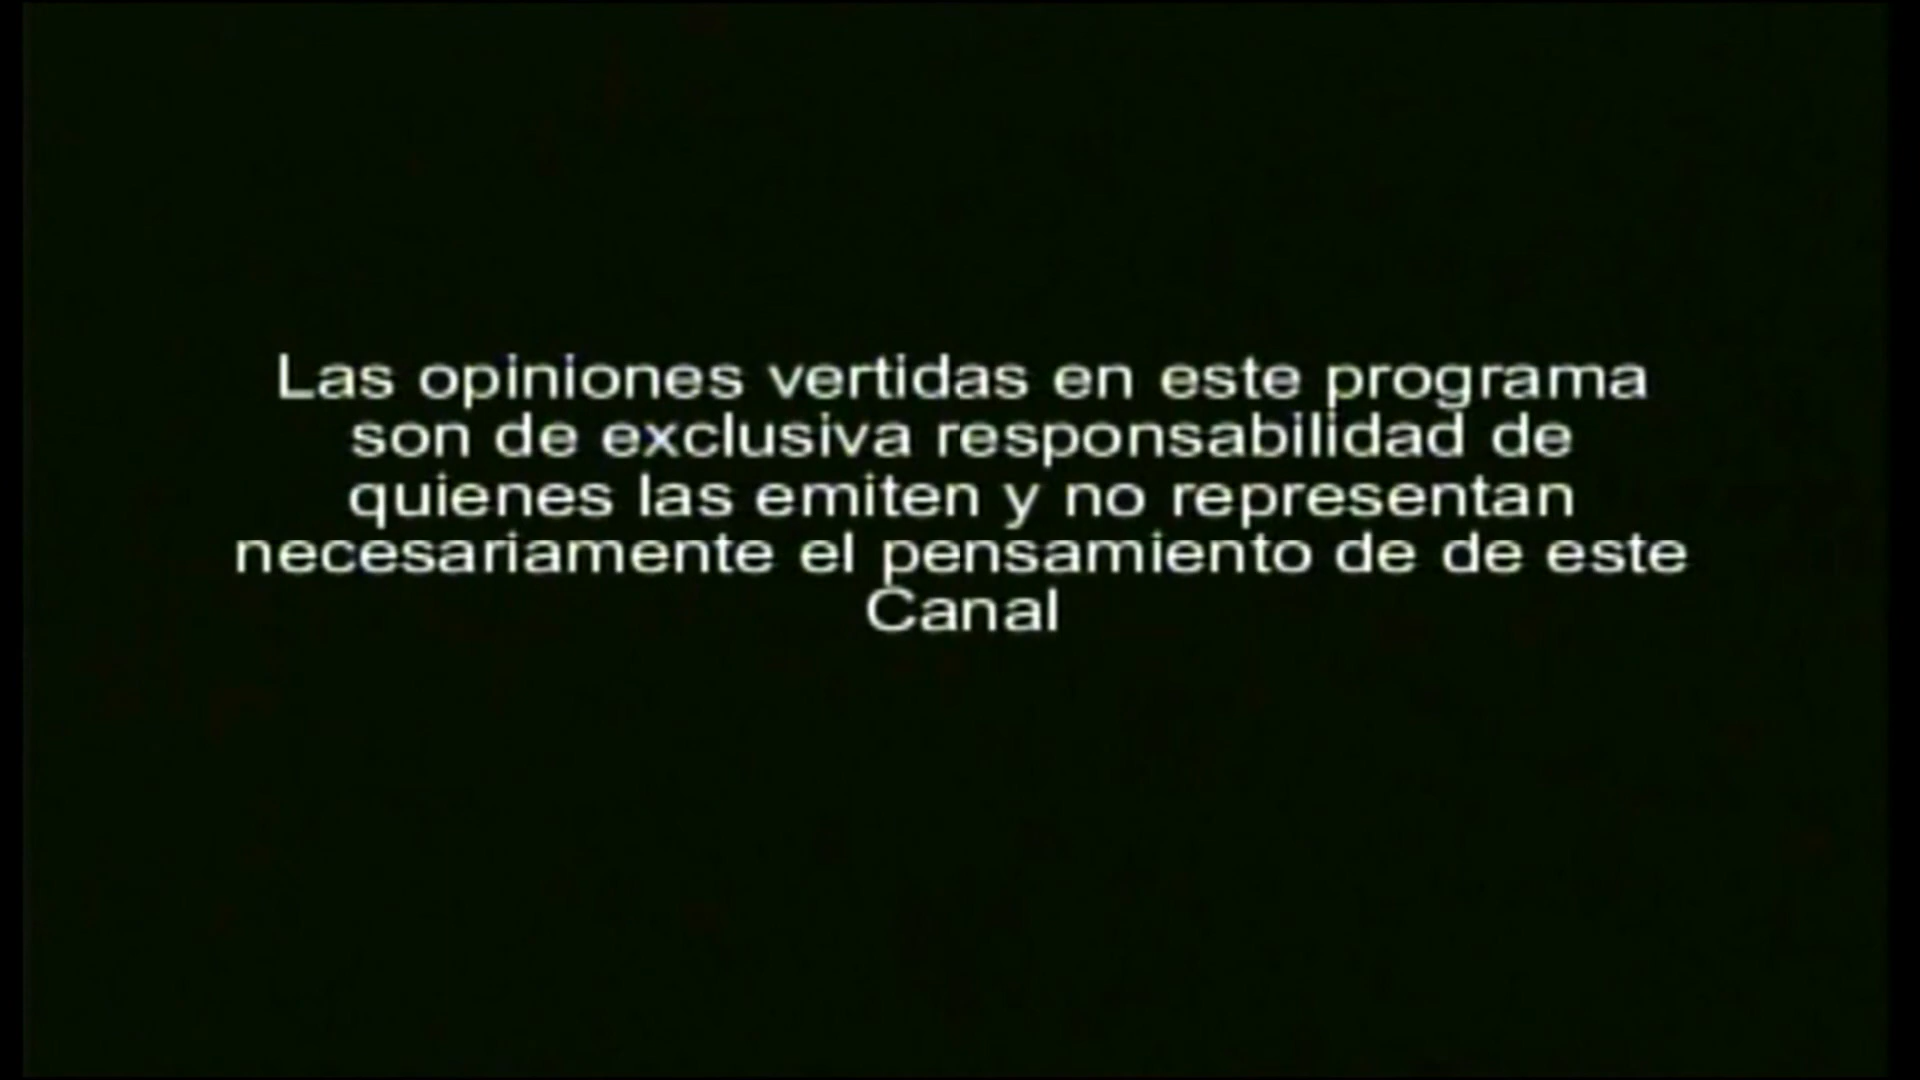 Las opiniones vertidas en este programa
son de exclusiva responsabilidad de
quienes las emiten y no representan
necesariamente el pensamiento de de este
Canal